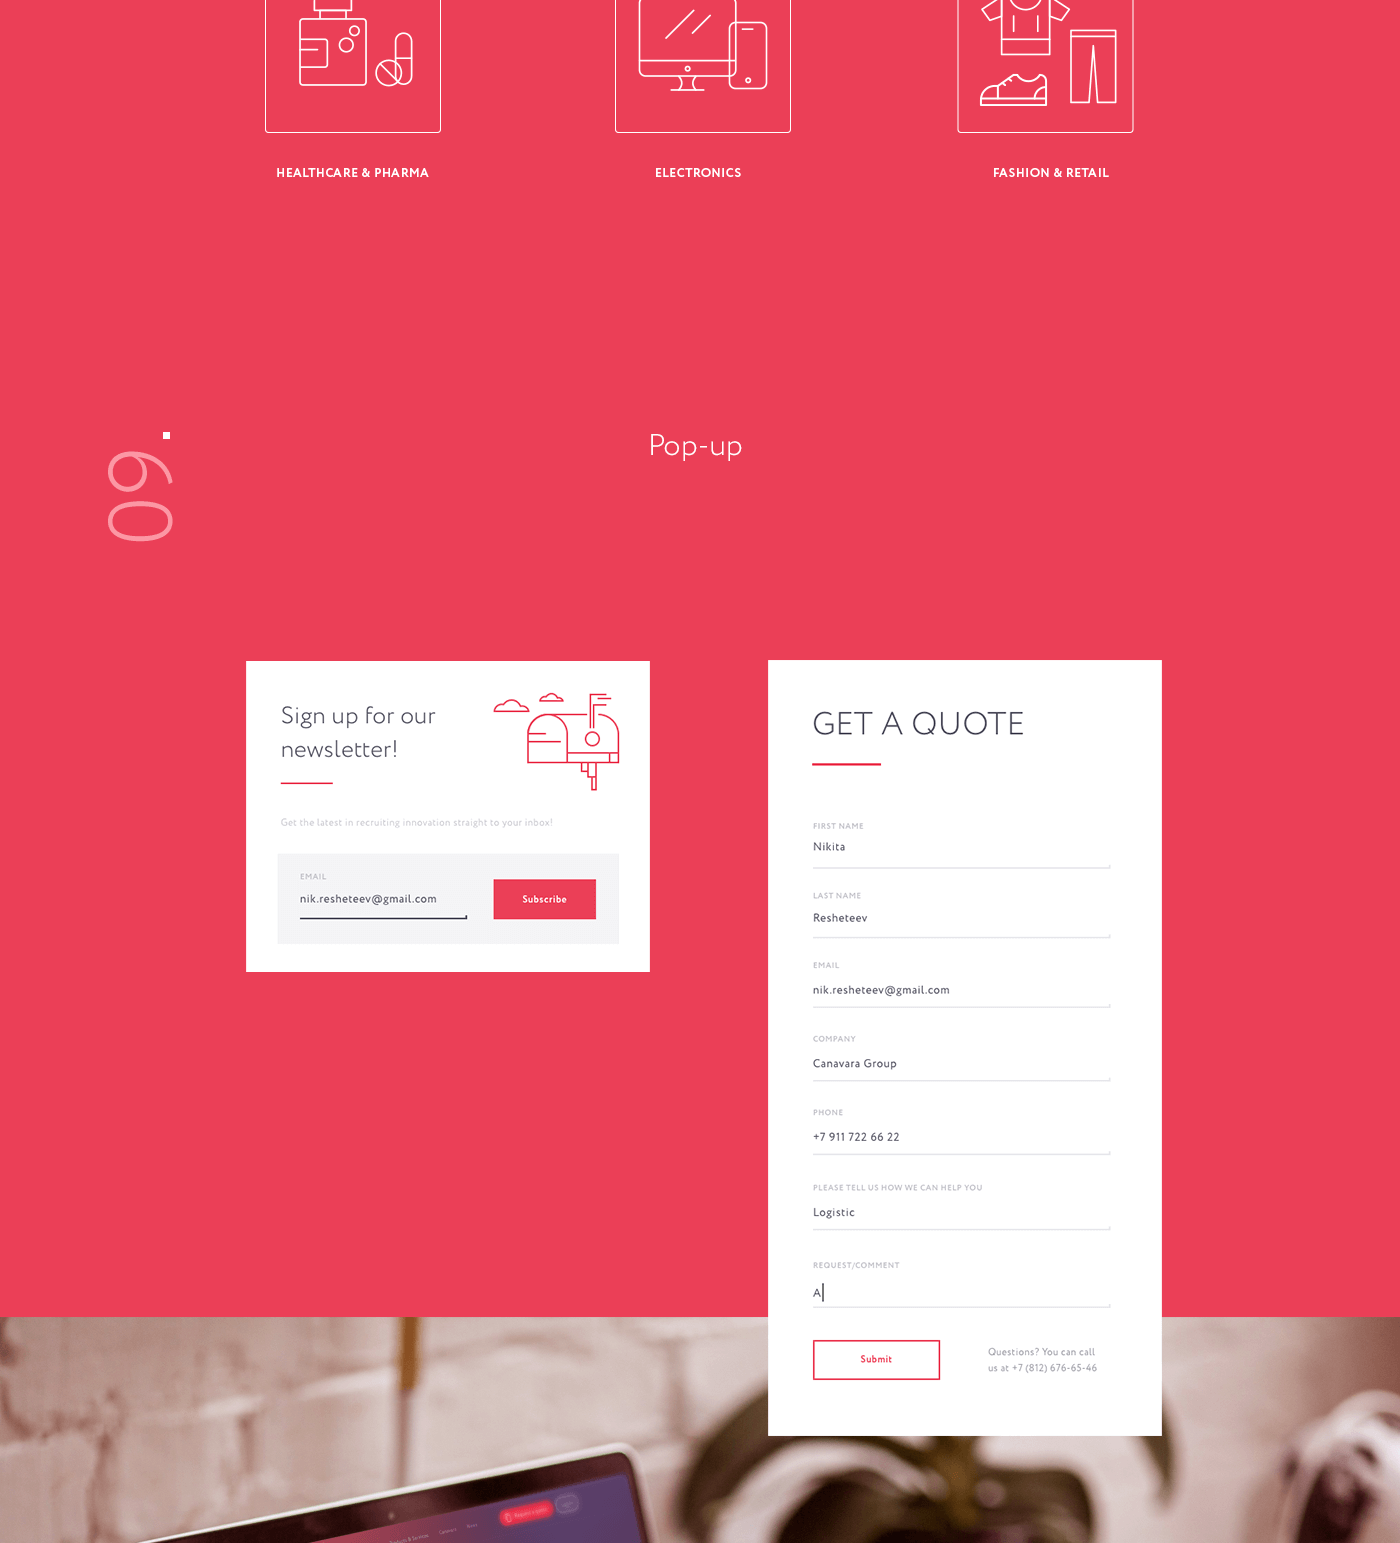 HEALTHCARE & PHARMA
ELECTRONICS
FASHION & RETAIL
09.
Pop-up
Sign up for our
newsletter!
Get the latest in recruiting innovation straight to your inbox!
EMAIL
nik.resheteev@gmail.com
Subscribe
GET A QUOTE
FIRST NAME
Nikita
LAST NAME
Resheteev
EMAIL
nik.resheteev@gmail.com
COMPANY
Canavara Group
PHONE
+7 911 722 66 22
PLEASE TELL US HOW WE CAN HELP YOU
Logistic
REQUEST/COMMENT
A
Submit
Questions? You can call
us at +7 (812) 676-65-46